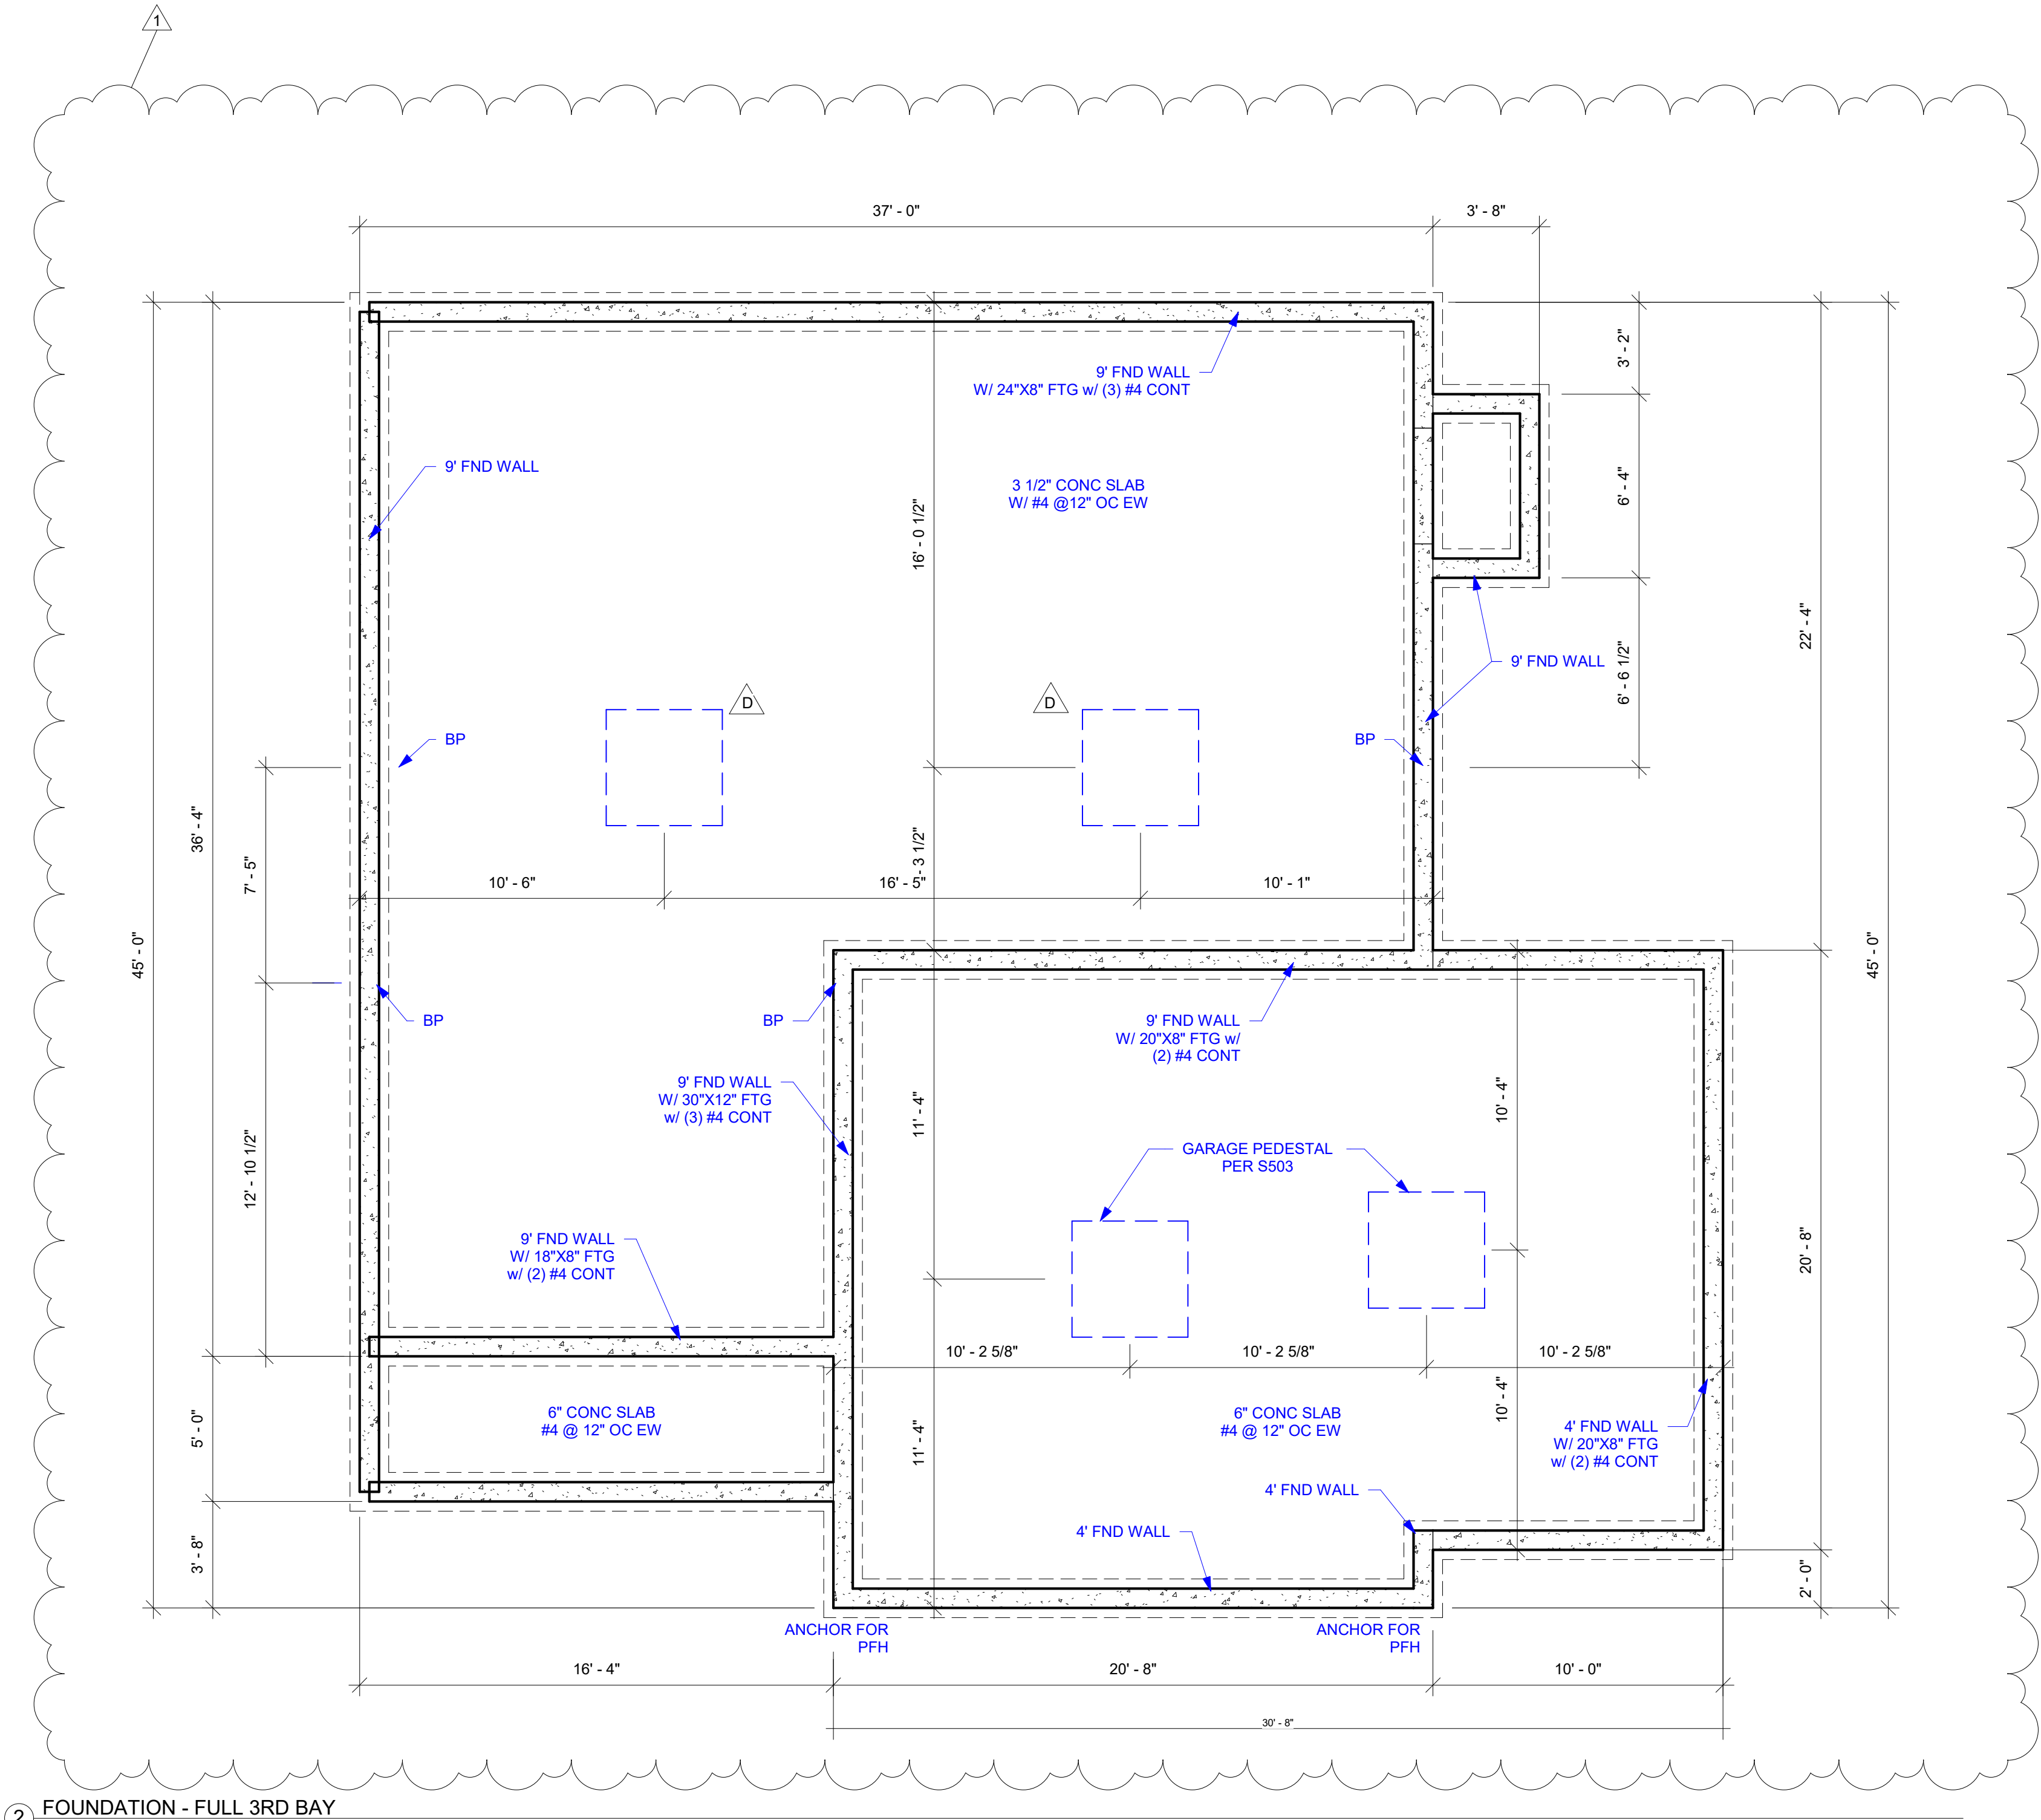 1
37' - 0"
3' - 8"
3' - 2"
9' FND WALL
W/ 24"X8" FTG w/ (3) #4 CONT
9' FND WALL
3 1/2" CONC SLAB
W/ #4 @12" OC EW
16' - 0 1/2"
6' - 4"
22' - 4"
9' FND WALL
6' - 6 1/2"
D
D
BP
BP
36' - 4"
7' - 5"
- 3 1/2"
10' - 6"
16' - 5"
10' - 1"
45' - 0"
45' - 0"
BP
BP
9' FND WALL
W/ 20"X8" FTG w/
(2) #4 CONT
9' FND WALL
W/ 30"X12" FTG
w/ (3) #4 CONT
11' - 4"
10' - 4"
12' - 10 1/2"
GARAGE PEDESTAL
PER S503
9' FND WALL
W/ 18"X8" FTG
w/ (2) #4 CONT
20' - 8"
10' - 2 5/8"
10' - 2 5/8"
10' - 2 5/8"
10' - 4"
6" CONC SLAB
#4 @ 12" OC EW
6" CONC SLAB
#4 @ 12" OC EW
5' - 0"
11' - 4"
4' FND WALL
W/ 20"X8" FTG
w/ (2) #4 CONT
4' FND WALL
4' FND WALL
3' - 8"
2' - 0"
ANCHOR FOR
PFH
ANCHOR FOR
PFH
16' - 4"
20' - 8"
10' - 0"
30' - 8"
2
FOUNDATION - FULL 3RD BAY